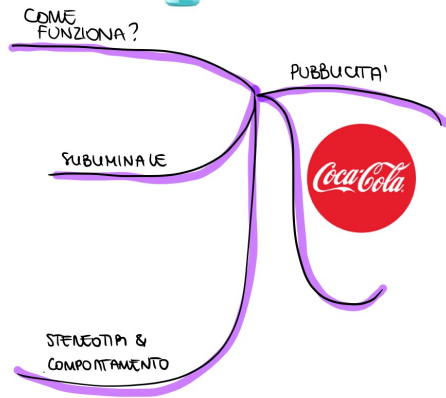 COME
FUNZIONA?
PUBBLICITA'
SUBLIMINALE
Coca-Cola
STEREOTIPI &
COMPORTAMENTO